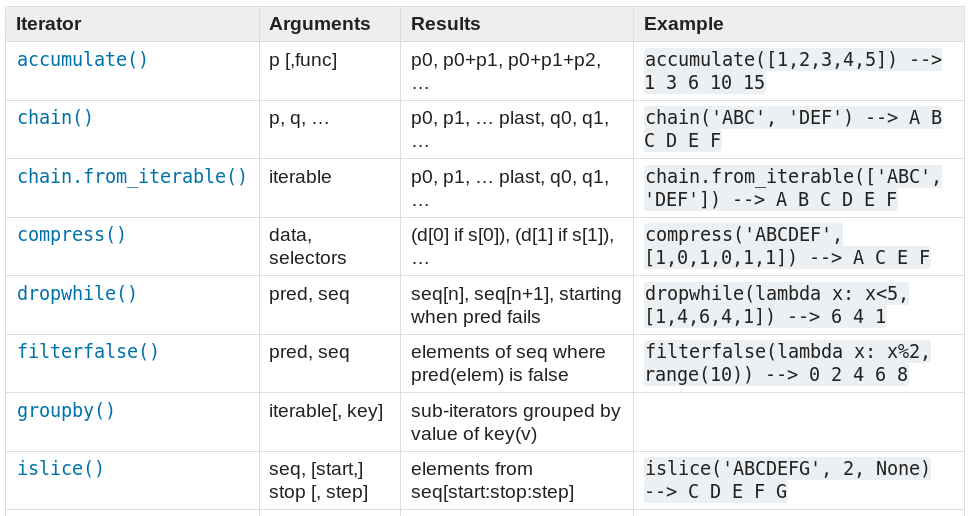 Iterator Arguments Results Example
accumulate() p [,func] p0, p0+p1, p0+p1+p2, accumulate([1,2,3,4,5]) -->
… 1 3 6 10 15
chain() p, q, … p0, p1, … plast, q0, q1, chain('ABC', 'DEF') --> A B
… C D E F
chain.from_iterable() iterable p0, p1, … plast, q0, q1, chain.from_iterable(['ABC',
… 'DEF']) --> A B C D E F
compress() data, (d[0] if s[0]), (d[1] if s[1]), compress('ABCDEF',
selectors … [1,0,1,0,1,1]) --> A C E F
dropwhile() pred, seq seq[n], seq[n+1], starting dropwhile(lambda x: x<5,
when pred fails [1,4,6,4,1]) --> 6 4 1
filterfalse() pred, seq elements of seq where filterfalse(lambda x: x%2,
pred(elem) is false range(10)) --> 0 2 4 6 8
groupby() iterable[, key] sub-iterators grouped by
value of key(v)
islice() seq, [start,] elements from islice('ABCDEFG', 2, None)
stop [, step] seq[start:stop:step] --> C D E F G